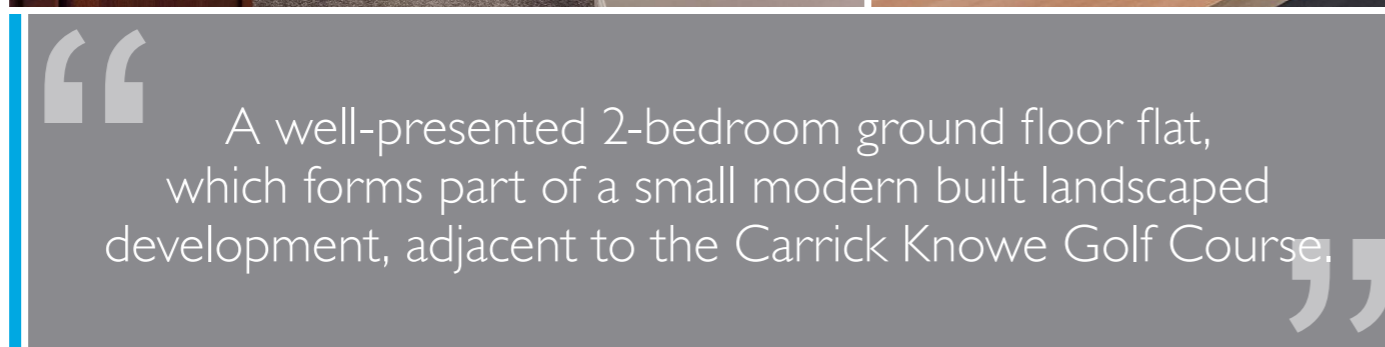 “
A well-presented 2-bedroom ground floor flat,
which forms part of a small modern built landscaped
development, adjacent to the Carrick Knowe Golf Course.
”